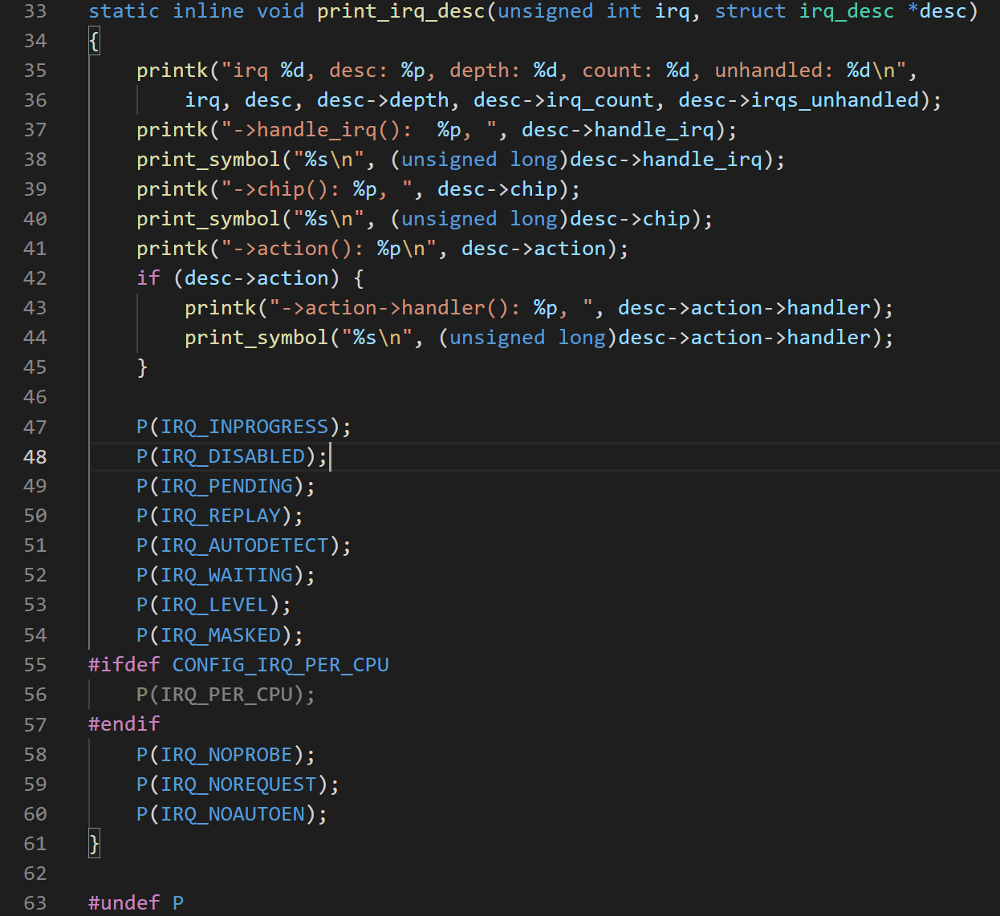 33 static inline void print_irq_desc(unsigned int irq, struct irq_desc *desc)
34 {
35     printk("irq %d, desc: %p, depth: %d, count: %d, unhandled: %d\n",
36         irq, desc, desc->depth, desc->irq_count, desc->irqs_unhandled);
37     printk("->handle_irq():  %p, ", desc->handle_irq);
38     print_symbol("%s\n", (unsigned long)desc->handle_irq);
39     printk("->chip(): %p, ", desc->chip);
40     print_symbol("%s\n", (unsigned long)desc->chip);
41     printk("->action(): %p\n", desc->action);
42     if (desc->action) {
43         printk("->action->handler(): %p, ", desc->action->handler);
44         print_symbol("%s\n", (unsigned long)desc->action->handler);
45     }
46
47     P(IRQ_INPROGRESS);
48     P(IRQ_DISABLED);
49     P(IRQ_PENDING);
50     P(IRQ_REPLAY);
51     P(IRQ_AUTODETECT);
52     P(IRQ_WAITING);
53     P(IRQ_LEVEL);
54     P(IRQ_MASKED);
55 #ifdef CONFIG_IRQ_PER_CPU
56     P(IRQ_PER_CPU);
57 #endif
58     P(IRQ_NOPROBE);
59     P(IRQ_NOREQUEST);
60     P(IRQ_NOAUTOEN);
61 }
62
63 #undef P